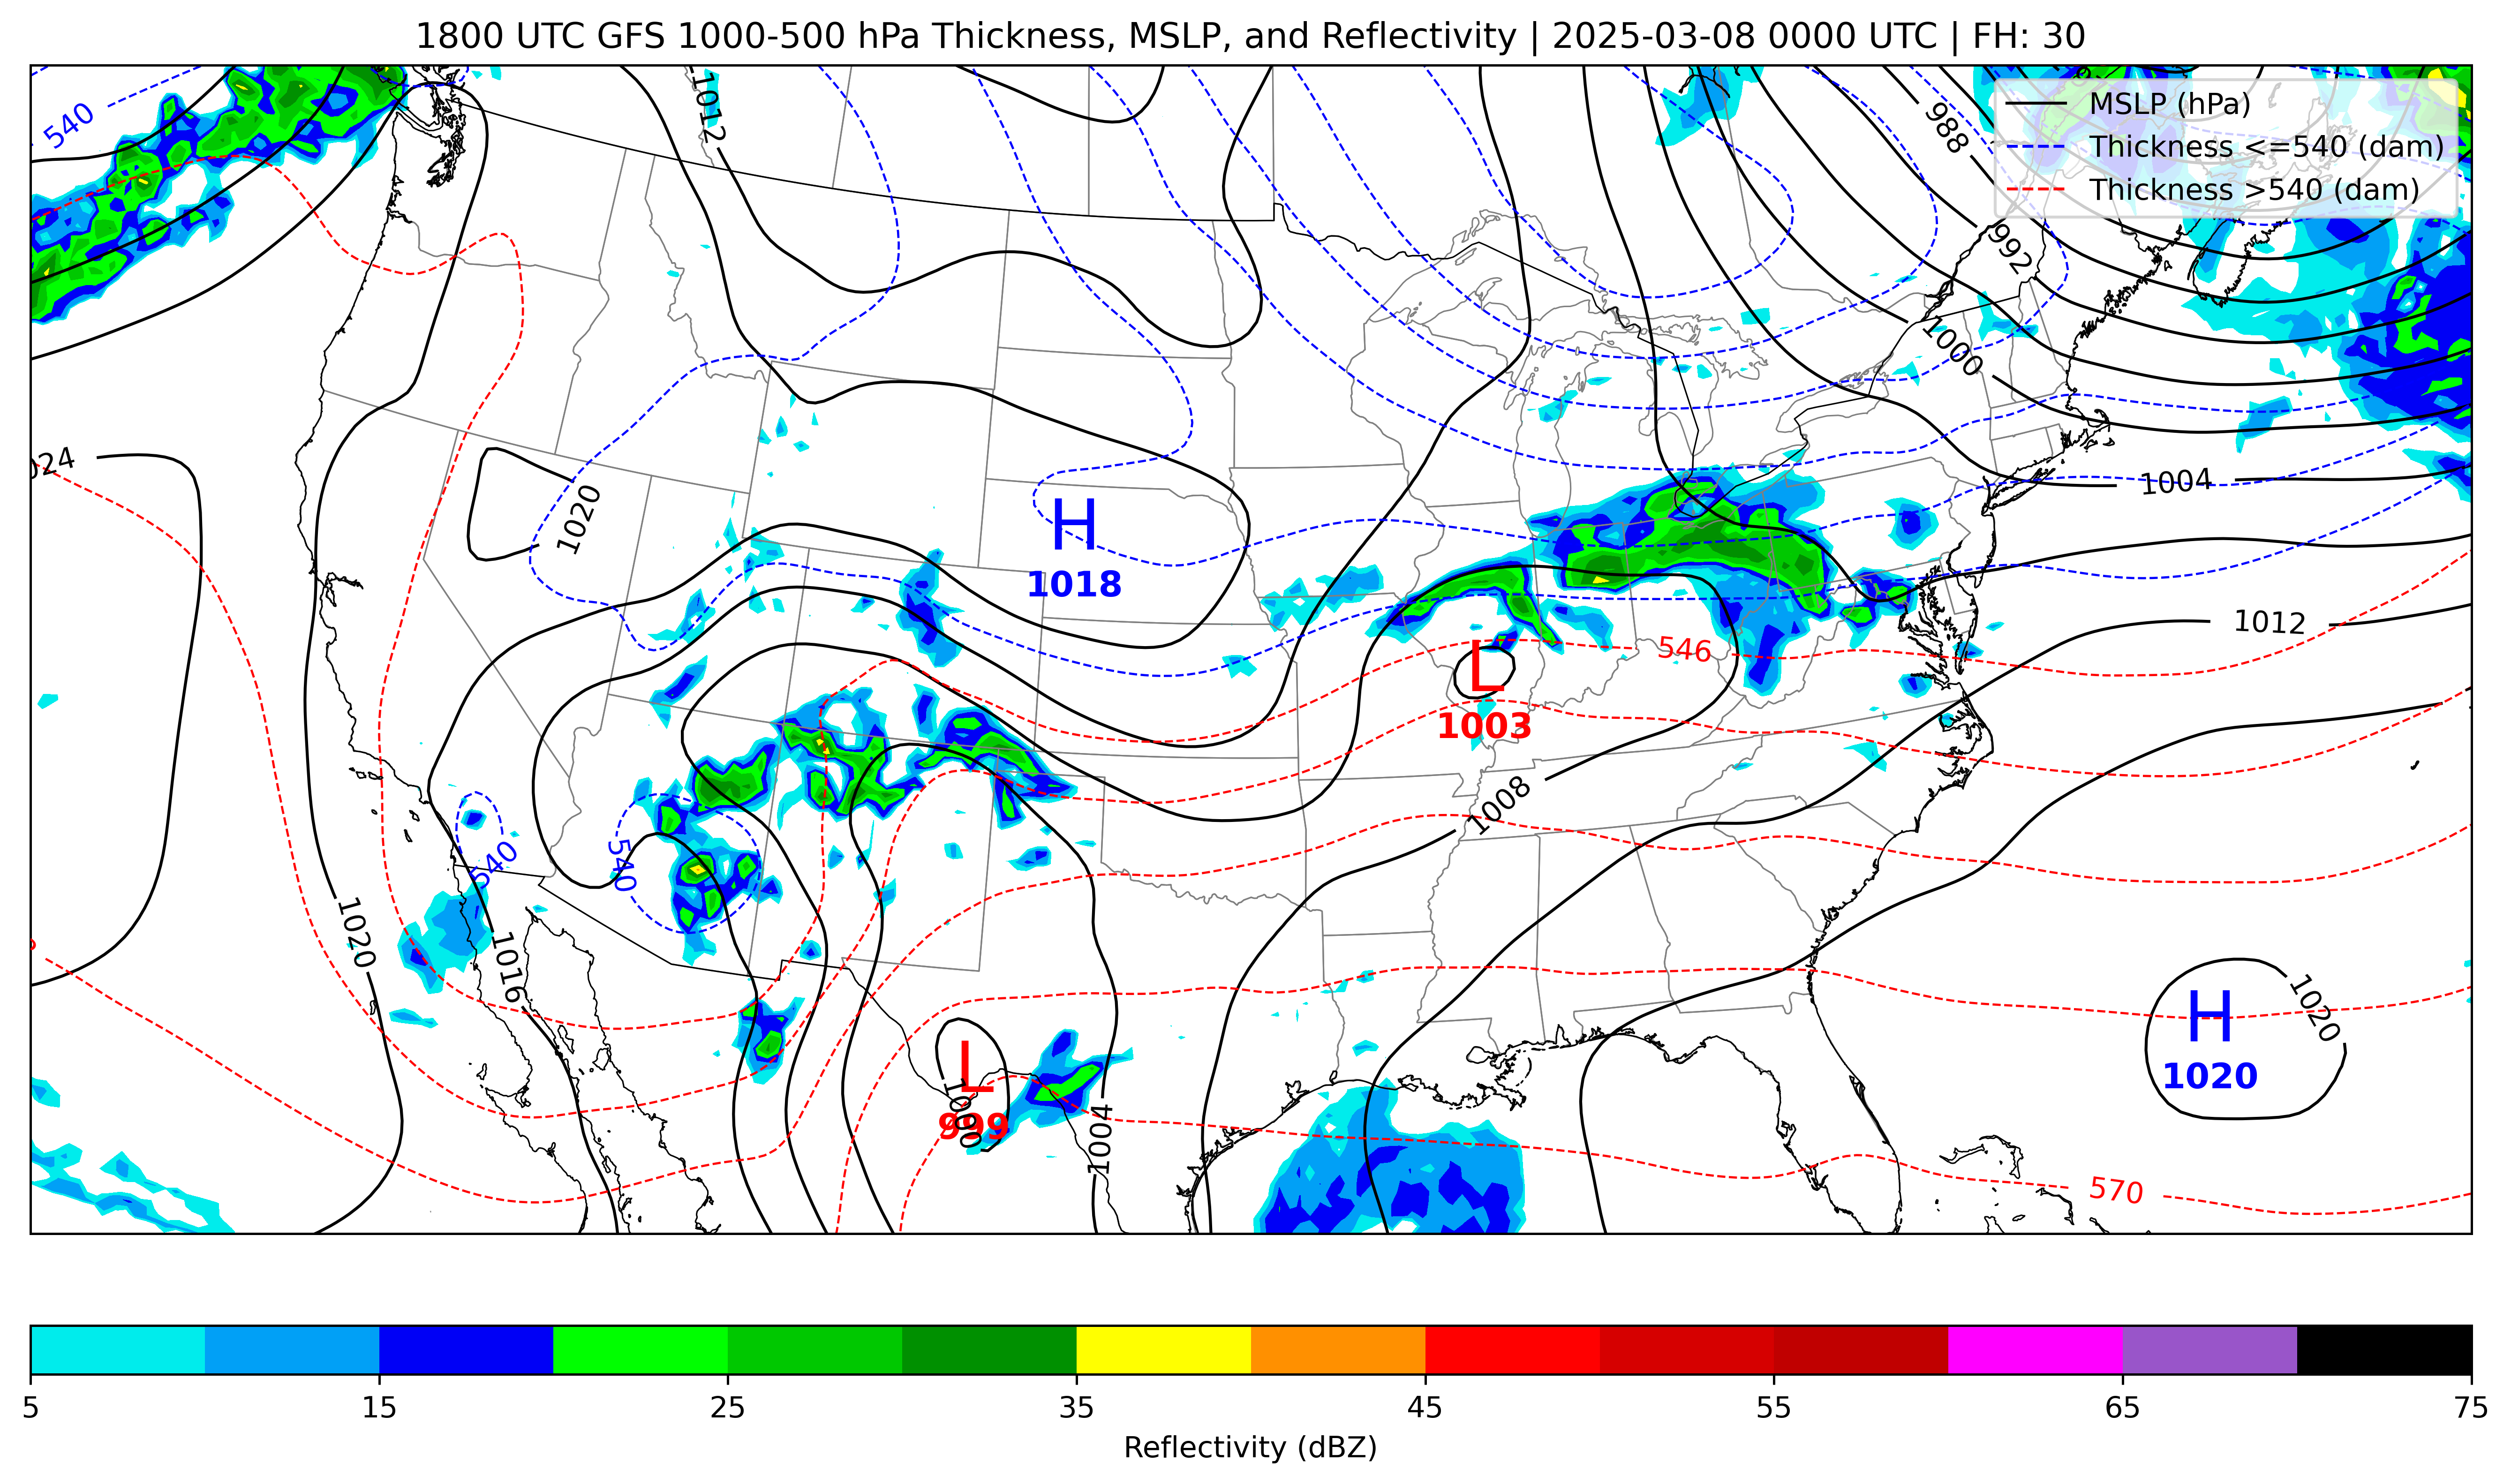 1800 UTC GFS 1000-500 hPa Thickness, MSLP, and Reflectivity | 2025-03-08 0000 UTC | FH: 30
MSLP (hPa)
Thickness <=540 (dam)
Thickness >540 (dam)
540
1012
988
992
1000
024
1020
1004
H
1018
1012
546
L
1003
1008
540
540
1020
1016
H
1020
1020
L
999
1000
1004
570
5 15 25 35 45 55 65 75
Reflectivity (dBZ)